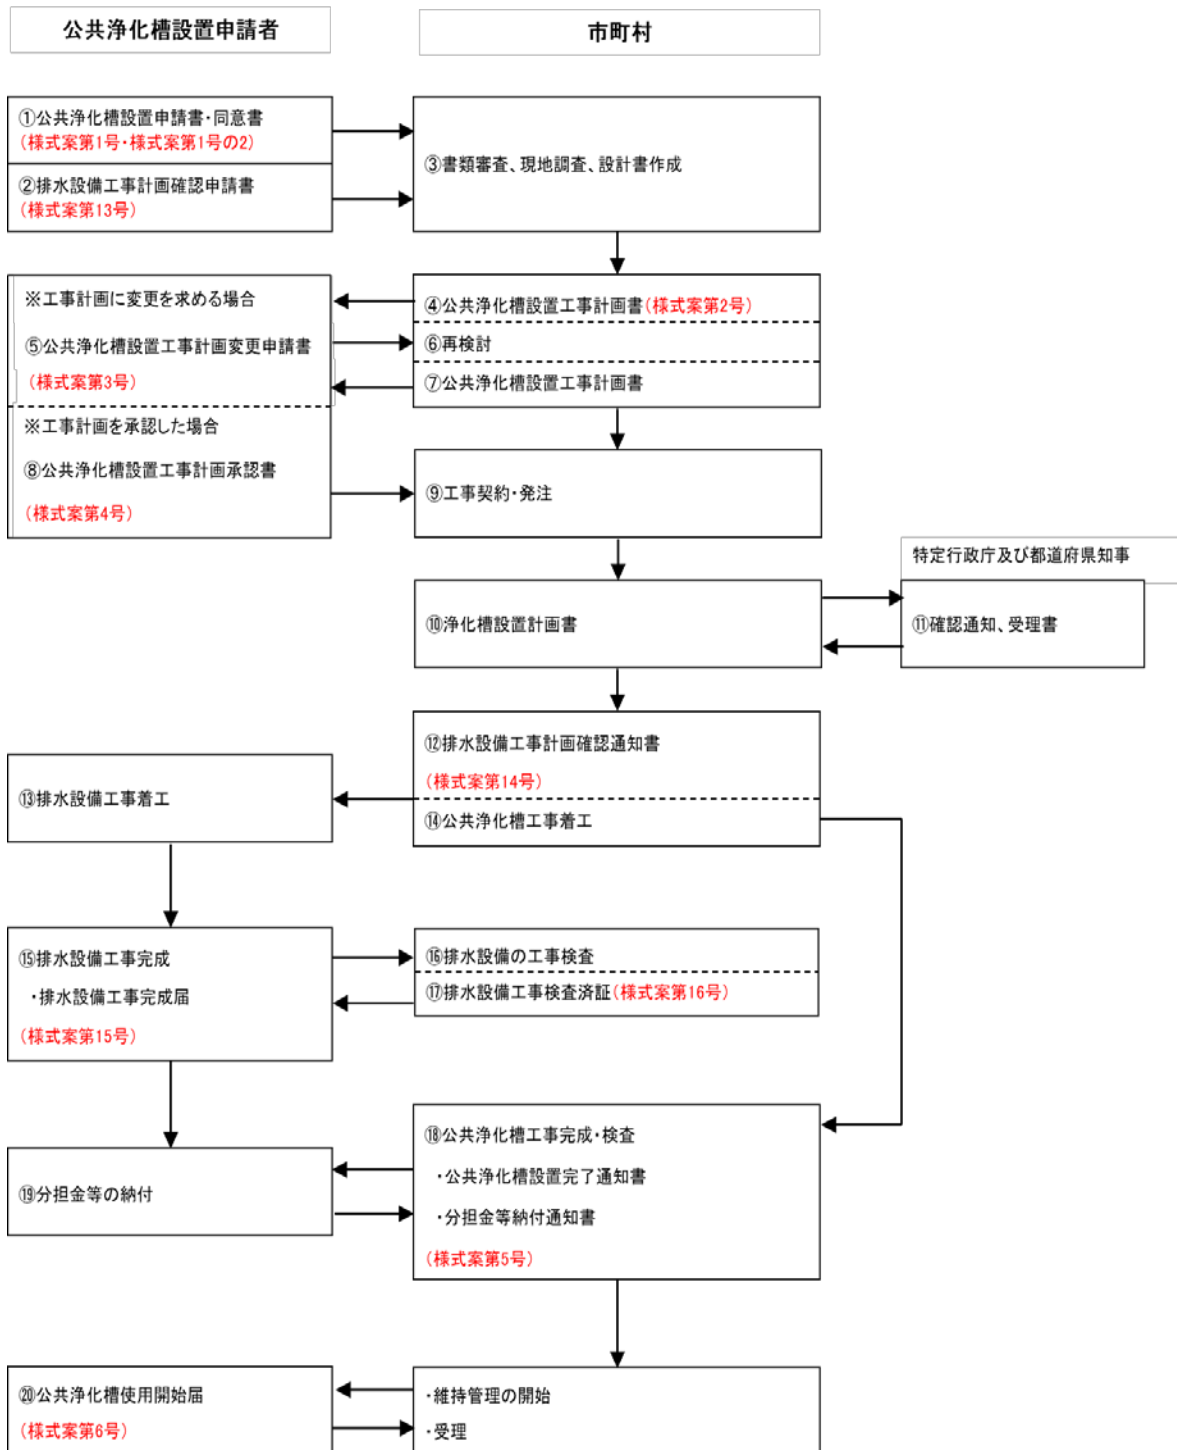 公共浄化槽設置申請者
市町村
①公共浄化槽設置申請書・同意書
(様式案第1号・様式案第1号の2)
②排水設備工事計画確認申請書
(様式案第13号)
③書類審査、現地調査、設計書作成
※工事計画に変更を求める場合
④公共浄化槽設置工事計画書(様式案第2号)
⑤公共浄化槽設置工事計画変更申請書
(様式案第3号)
⑥再検討
⑦公共浄化槽設置工事計画書
※工事計画を承認した場合
⑧公共浄化槽設置工事計画承認書
(様式案第4号)
⑨工事契約・発注
特定行政庁及び都道府県知事
⑩浄化槽設置計画書
⑪確認通知、受理書
⑫排水設備工事計画確認通知書
(様式案第14号)
⑬排水設備工事着工
⑭公共浄化槽工事着工
⑮排水設備工事完成
・排水設備工事完成届
(様式案第15号)
⑯排水設備の工事検査
⑰排水設備工事検査済証(様式案第16号)
⑱公共浄化槽工事完成・検査
・公共浄化槽設置完了通知書
・分担金等納付通知書
(様式案第5号)
⑲分担金等の納付
⑳公共浄化槽使用開始届
(様式案第6号)
・維持管理の開始
・受理